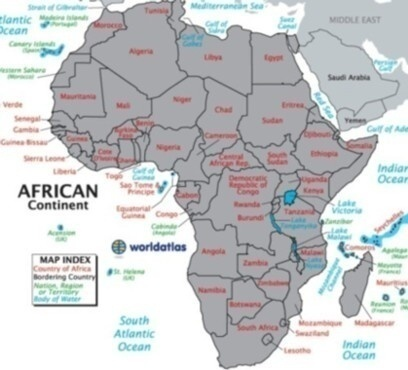 Strait of Gibraltar
Mediterranean Sea
Tunisia
Atlantic
Ocean
Madeira Islands
(Portugal)
Morocco
Gulf of
Sidra
Suez
Canal
MIDDLE EAST
Canary Islands
(Spain)
Algeria
Libya
Egypt
Persian
Gulf
Saudi Arabia
Western Sahara
(Morocco)
Red Sea
Mauritania
Mali
Niger
Chad
Sudan
Eritrea
Yemen
Verde
Senegal
Gambia
Guinea-Bissau
Guinea
Burkina
Faso
Benin
Nigeria
Cameroon
Djibouti
Gulf of Aden
Somalia
Ethiopia
Sierra Leone
Liberia
Cote
Ghana
Togo
Gulf of
Guinea
Central
African Rep.
South
Sudan
Indian
Ocean
AFRICAN
Continent
Sao Tome &
Principe
Gabon
Democratic
Republic of
Congo
Uganda
Kenya
Rwanda
Burundi
Equatorial
Guinea
Congo
Cabinda
(Angola)
Tanzania
Lake
Tanganyika
Lake
Victoria
Zanzibar
Lake
Malawi
Seychelles
Ascension
(UK)
worldatlas
Angola
Zambia
Malawi
Comoros
Mayotte
(France)
St. Helena
(UK)
MAP INDEX
Country of Africa
Bordering Country
Nation, Region
or Territory
Body of Water
Namibia
Zimbabwe
Botswana
Mozambique
Channel
Mauritius
Reunion
Madagascar
South
Atlantic
Ocean
South Africa
Mozambique
Swaziland
Lesotho
Indian
Ocean